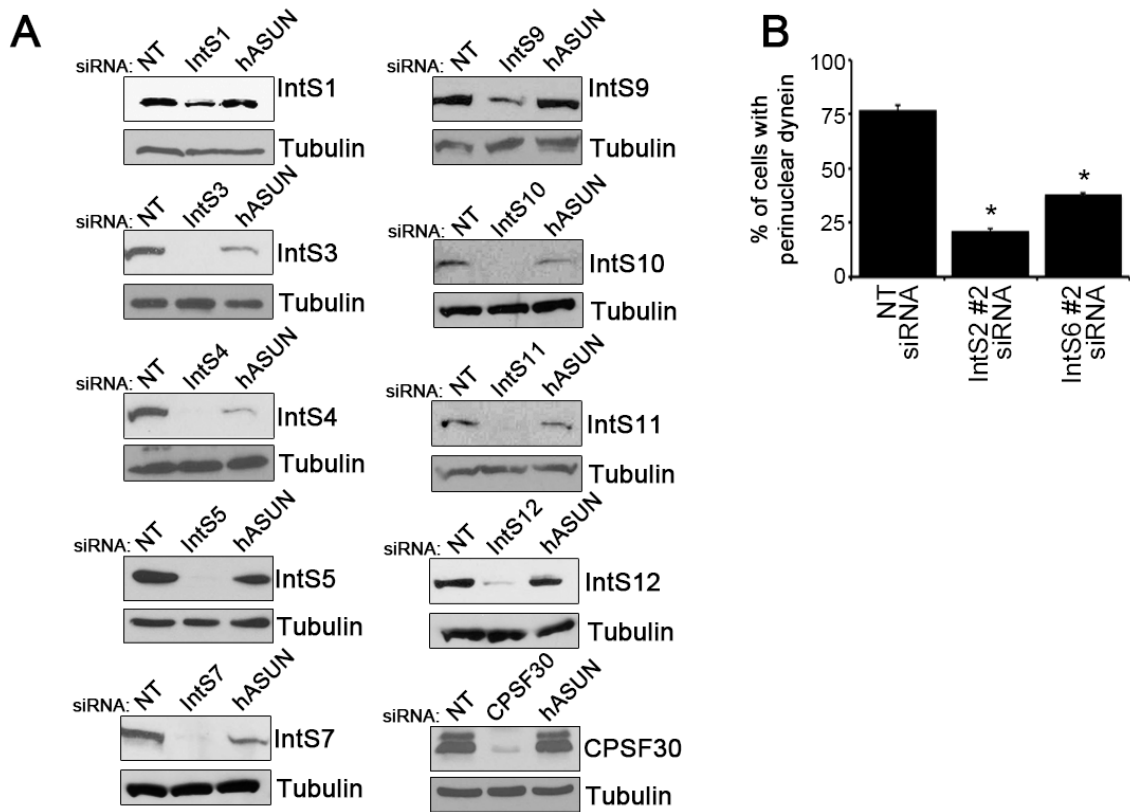 A
siRNA: NT IntS1 hASUN
IntS1
Tubulin
siRNA: NT IntS3 hASUN
IntS3
Tubulin
siRNA: NT IntS4 hASUN
IntS4
Tubulin
siRNA: NT IntS5 hASUN
IntS5
Tubulin
siRNA: NT IntS7 hASUN
IntS7
Tubulin
siRNA: NT IntS9 hASUN
IntS9
Tubulin
siRNA: NT IntS10 hASUN
IntS10
Tubulin
siRNA: NT IntS11 hASUN
IntS11
Tubulin
siRNA: NT IntS12 hASUN
IntS12
Tubulin
siRNA: NT CPSF30 hASUN
CPSF30
Tubulin
B
% of cells with
perinuclear dynein
100
75
50
25
0
*
*
NT
siRNA
IntS2 #2
siRNA
IntS6 #2
siRNA